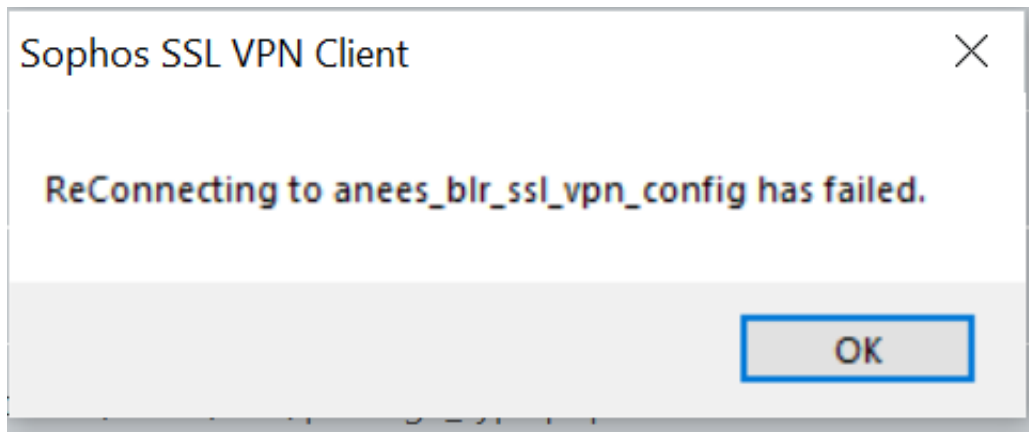 Sophos SSL VPN Client
ReConnecting to anees_blr_ssl_vpn_config has failed.
OK